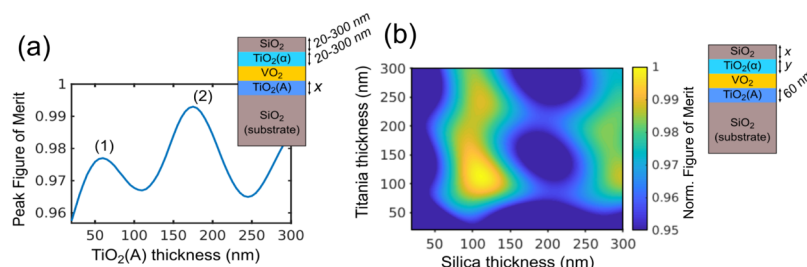 (a)
SiO2
TiO2(α)
VO2
TiO2(A)
SiO2
(substrate)
20-300 nm
20-300 nm
x
Peak Figure of Merit
1
0.99
0.98
0.97
0.96
(1)
(2)
50
100
150
200
250
300
TiO2(A) thickness (nm)
(b)
Titania thickness (nm)
300
250
200
150
100
50
50
100
150
200
250
300
Silica thickness (nm)
1
0.99
0.98
0.97
0.96
0.95
Norm. Figure of Merit
SiO2
TiO2(α)
VO2
TiO2(A)
SiO2
(substrate)
x
y
60 nm